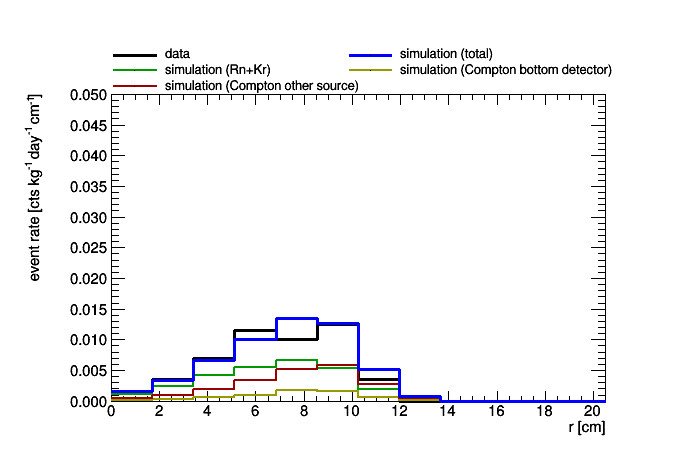 data
simulation (total)
simulation (Rn+Kr)
simulation (Compton bottom detector)
simulation (Compton other source)
event rate [cts kg⁻¹ day⁻¹ cm⁻¹]
0.050
0.045
0.040
0.035
0.030
0.025
0.020
0.015
0.010
0.005
0.000
0 2 4 6 8 10 12 14 16 18 20
r [cm]